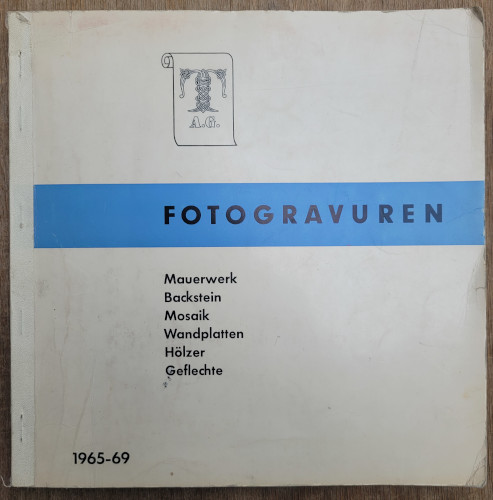 T
A.G.
FOTOGRAVUREN
Mauerwerk
Backstein
Mosaik
Wandplatten
Hölzer
Geflechte
1965-69